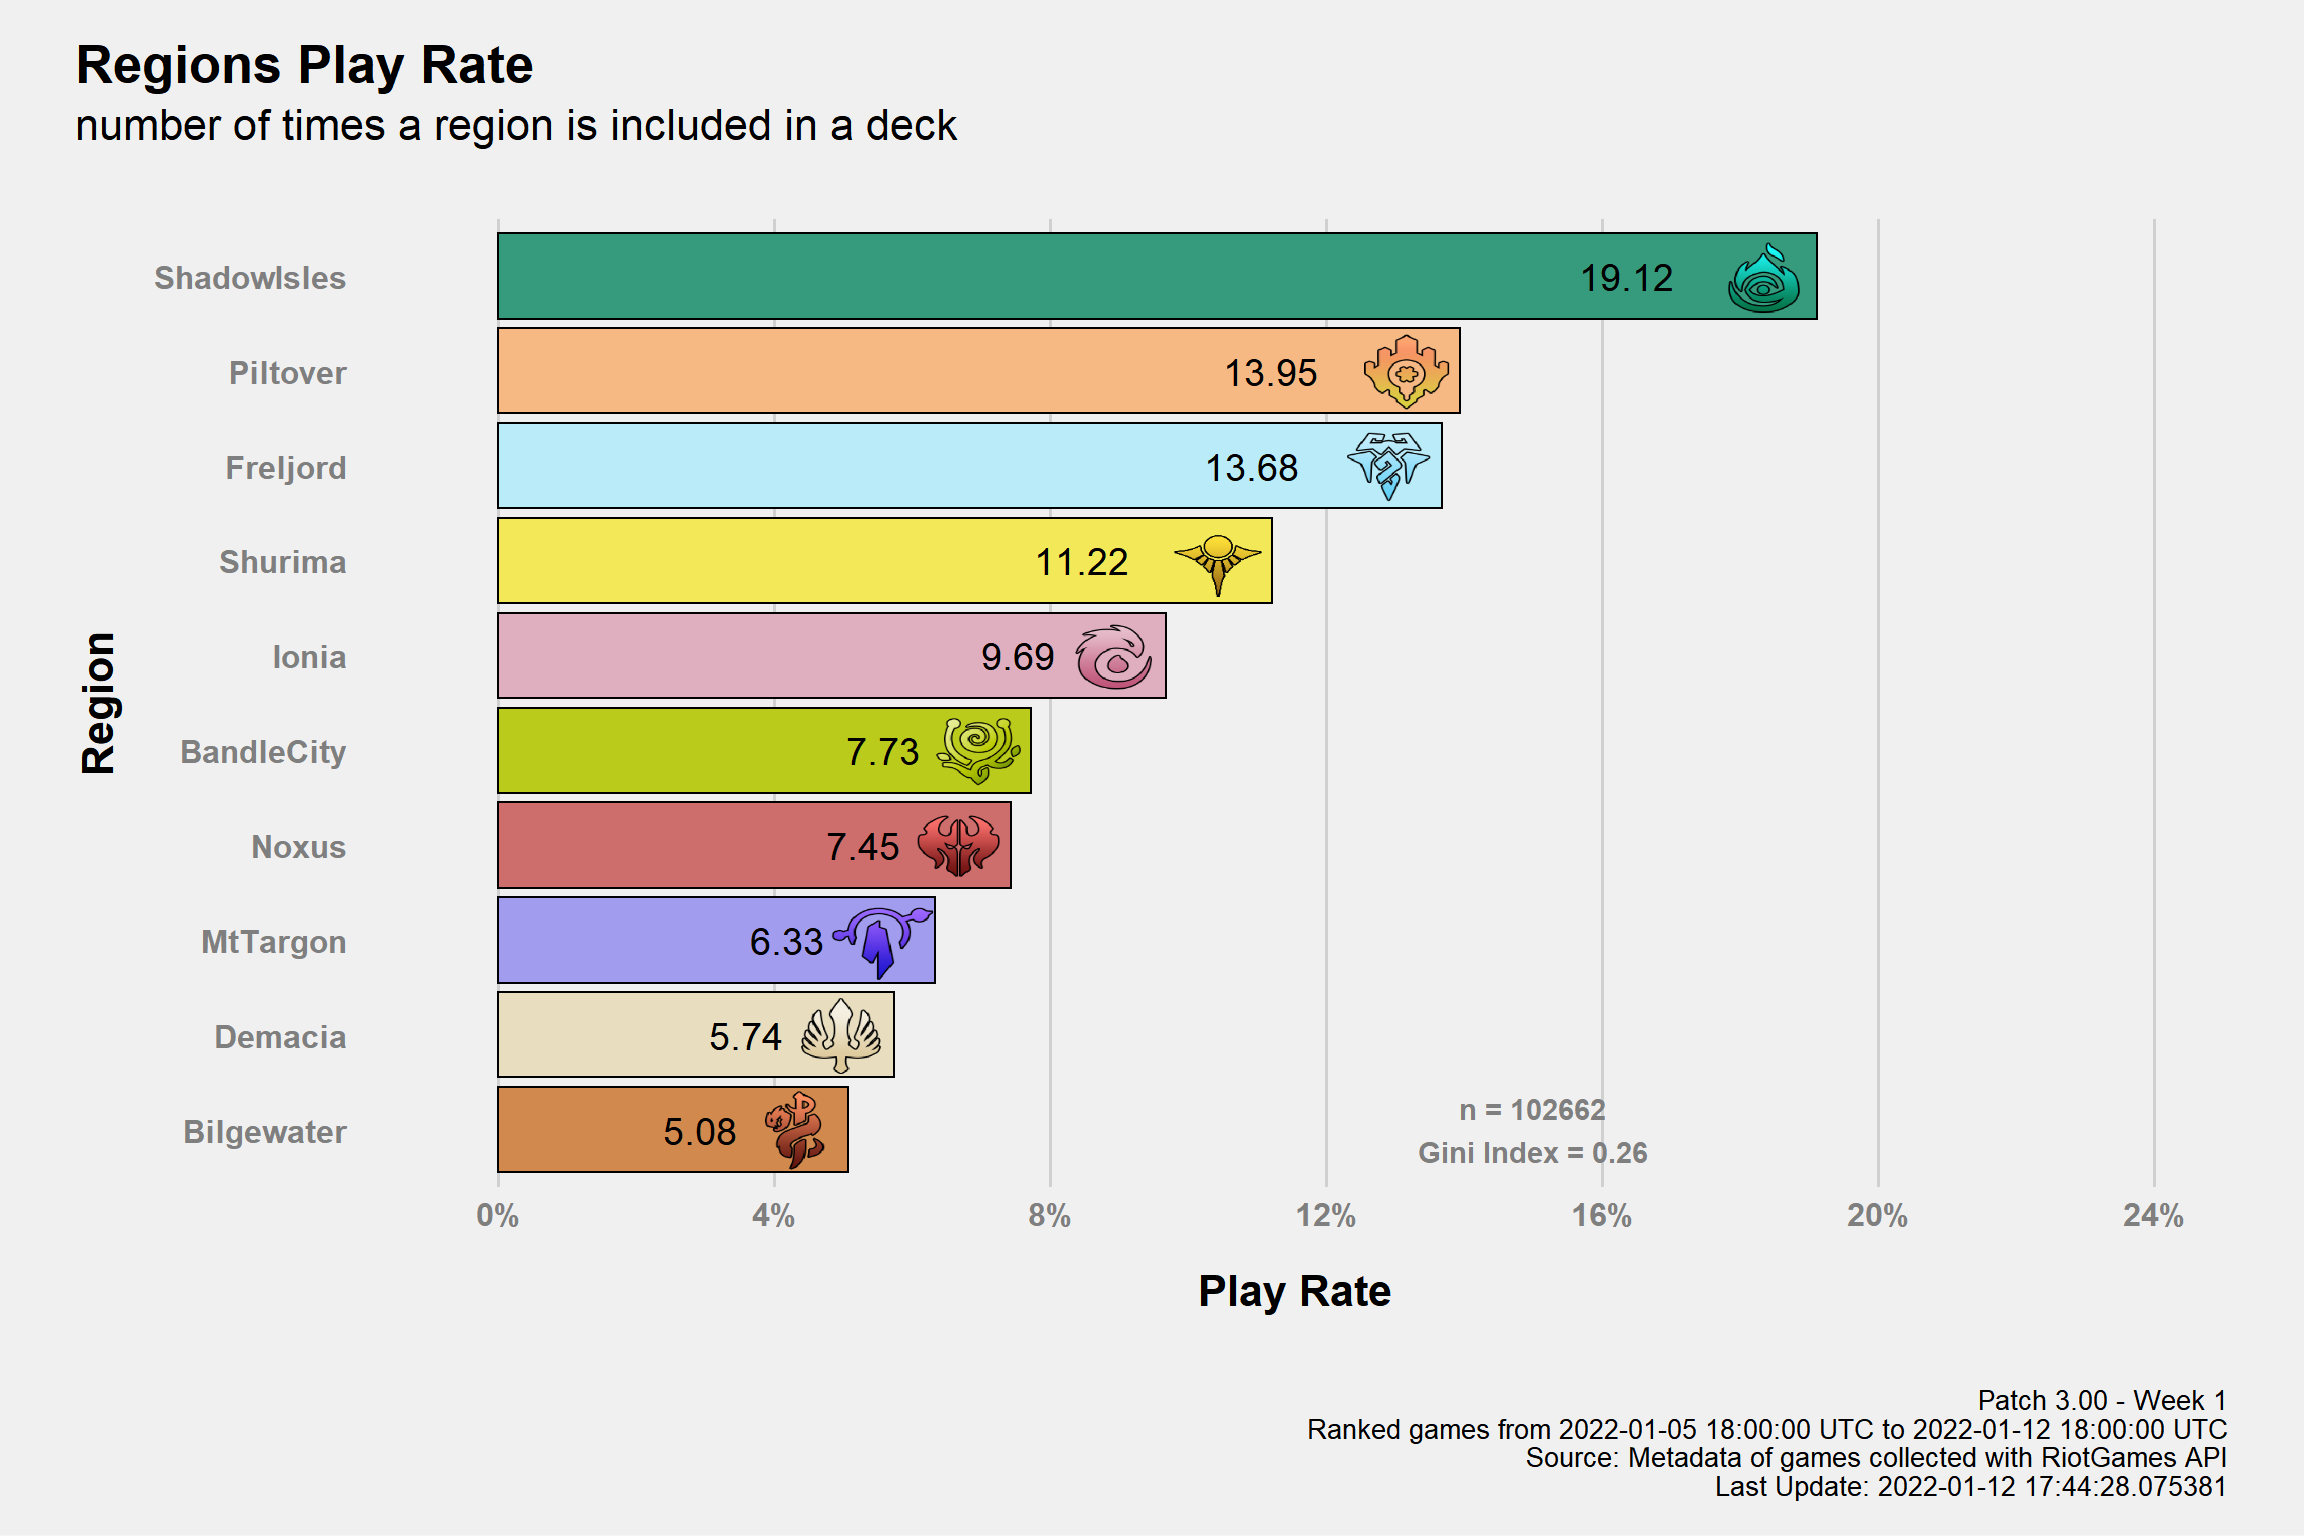 Regions Play Rate
number of times a region is included in a deck
Region
ShadowIsles
19.12
Piltover
13.95
Freljord
13.68
Shurima
11.22
Ionia
9.69
BandleCity
7.73
Noxus
7.45
MtTargon
6.33
Demacia
5.74
Bilgewater
5.08
n = 102662
Gini Index = 0.26
0% 4% 8% 12% 16% 20% 24%
Play Rate
Patch 3.00 - Week 1
Ranked games from 2022-01-05 18:00:00 UTC to 2022-01-12 18:00:00 UTC
Source: Metadata of games collected with RiotGames API
Last Update: 2022-01-12 17:44:28.075381